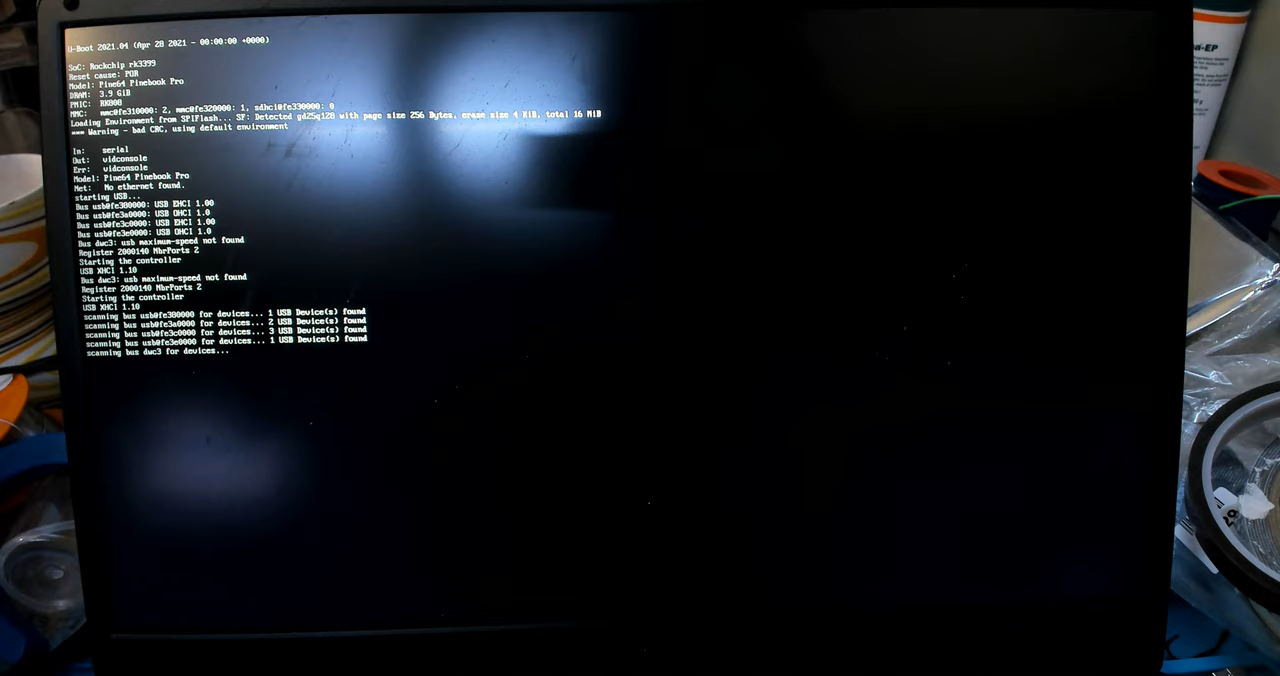 U-Boot 2021.04 (Apr 28 2021 - 00:00:00 +0000)
SoC: Rockchip rk3399
Reset cause: POR
Model: Pine64 Pinebook Pro
DRAM: 3.9 GiB
PMIC: RK808
MMC: mmc@fe310000: 2, mmc@fe320000: 1, sdhci@fe330000: 0
Loading Environment from SPIFlash... SF: Detected gd25q128 with page size 256 Bytes, erase size 4 KiB, total 16 MiB
*** Warning - bad CRC, using default environment
In: serial
Out: vidconsole
Err: vidconsole
Model: Pine64 Pinebook Pro
Net: No ethernet found.
starting USB...
Bus usb@fe380000: USB EHCI 1.00
Bus usb@fe3a0000: USB OHCI 1.0
Bus usb@fe3c0000: USB EHCI 1.00
Bus usb@fe3e0000: USB OHCI 1.0
Bus dwc3: usb maximum-speed not found
Register 2000140 NbrPorts 2
Starting the controller
USB XHCI 1.10
Bus dwc3: usb maximum-speed not found
Register 2000140 NbrPorts 2
Starting the controller
USB XHCI 1.10
scanning bus usb@fe380000 for devices... 1 USB Device(s) found
scanning bus usb@fe3a0000 for devices... 2 USB Device(s) found
scanning bus usb@fe3c0000 for devices... 3 USB Device(s) found
scanning bus usb@fe3e0000 for devices... 1 USB Device(s) found
scanning bus dwc3 for devices...
a-EP
29